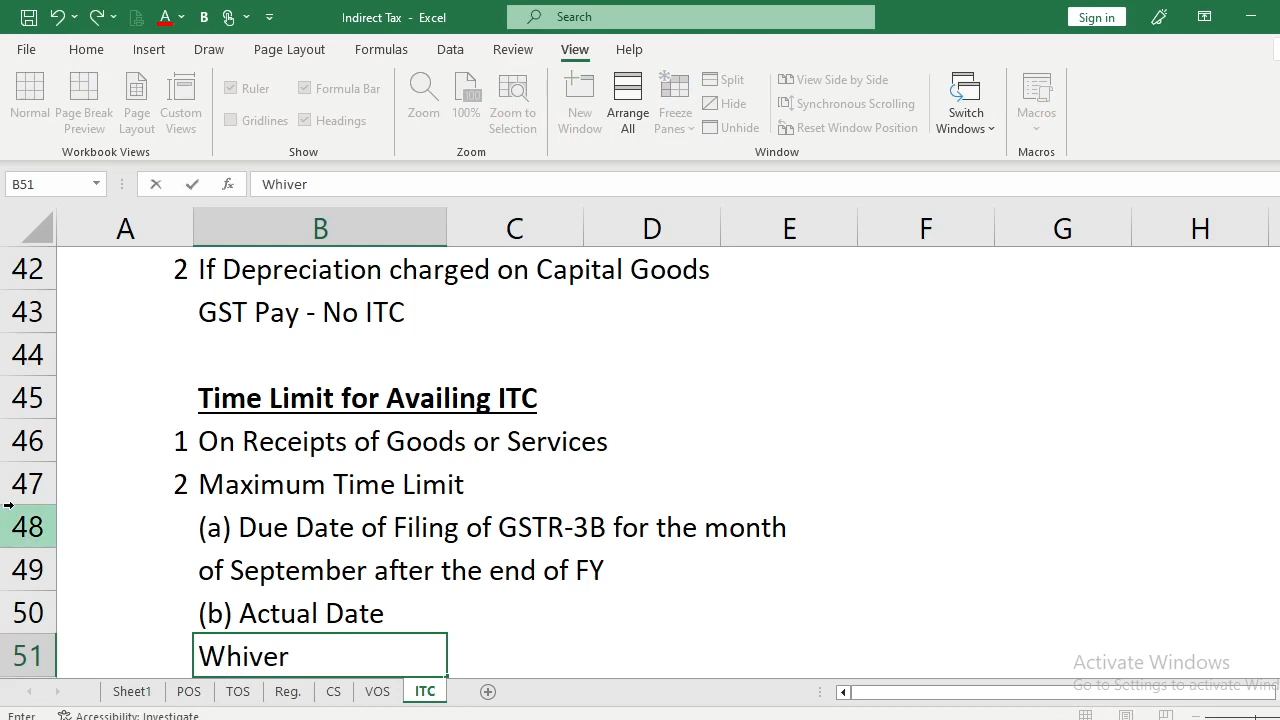 Indirect Tax - Excel
Search
Sign in
File Home Insert Draw Page Layout Formulas Data Review View Help
Normal
Page Break Preview
Page Layout
Custom Views
Workbook Views
Ruler
Formula Bar
Gridlines
Headings
Show
Zoom
100%
Zoom to Selection
Zoom
New Window
Arrange All
Freeze Panes
Split
Hide
Unhide
View Side by Side
Synchronous Scrolling
Reset Window Position
Window
Switch Windows
Macros
Macros
B51 fx Whiver
A B C D E F G H
42 2 If Depreciation charged on Capital Goods
43 GST Pay - No ITC
44
45 Time Limit for Availing ITC
46 1 On Receipts of Goods or Services
47 2 Maximum Time Limit
48 (a) Due Date of Filing of GSTR-3B for the month
49 of September after the end of FY
50 (b) Actual Date
51 Whiver
Activate Windows
Go to Settings to activate Wind
Sheet1 POS TOS Reg. CS VOS ITC
Enter Accessibility: Investigate